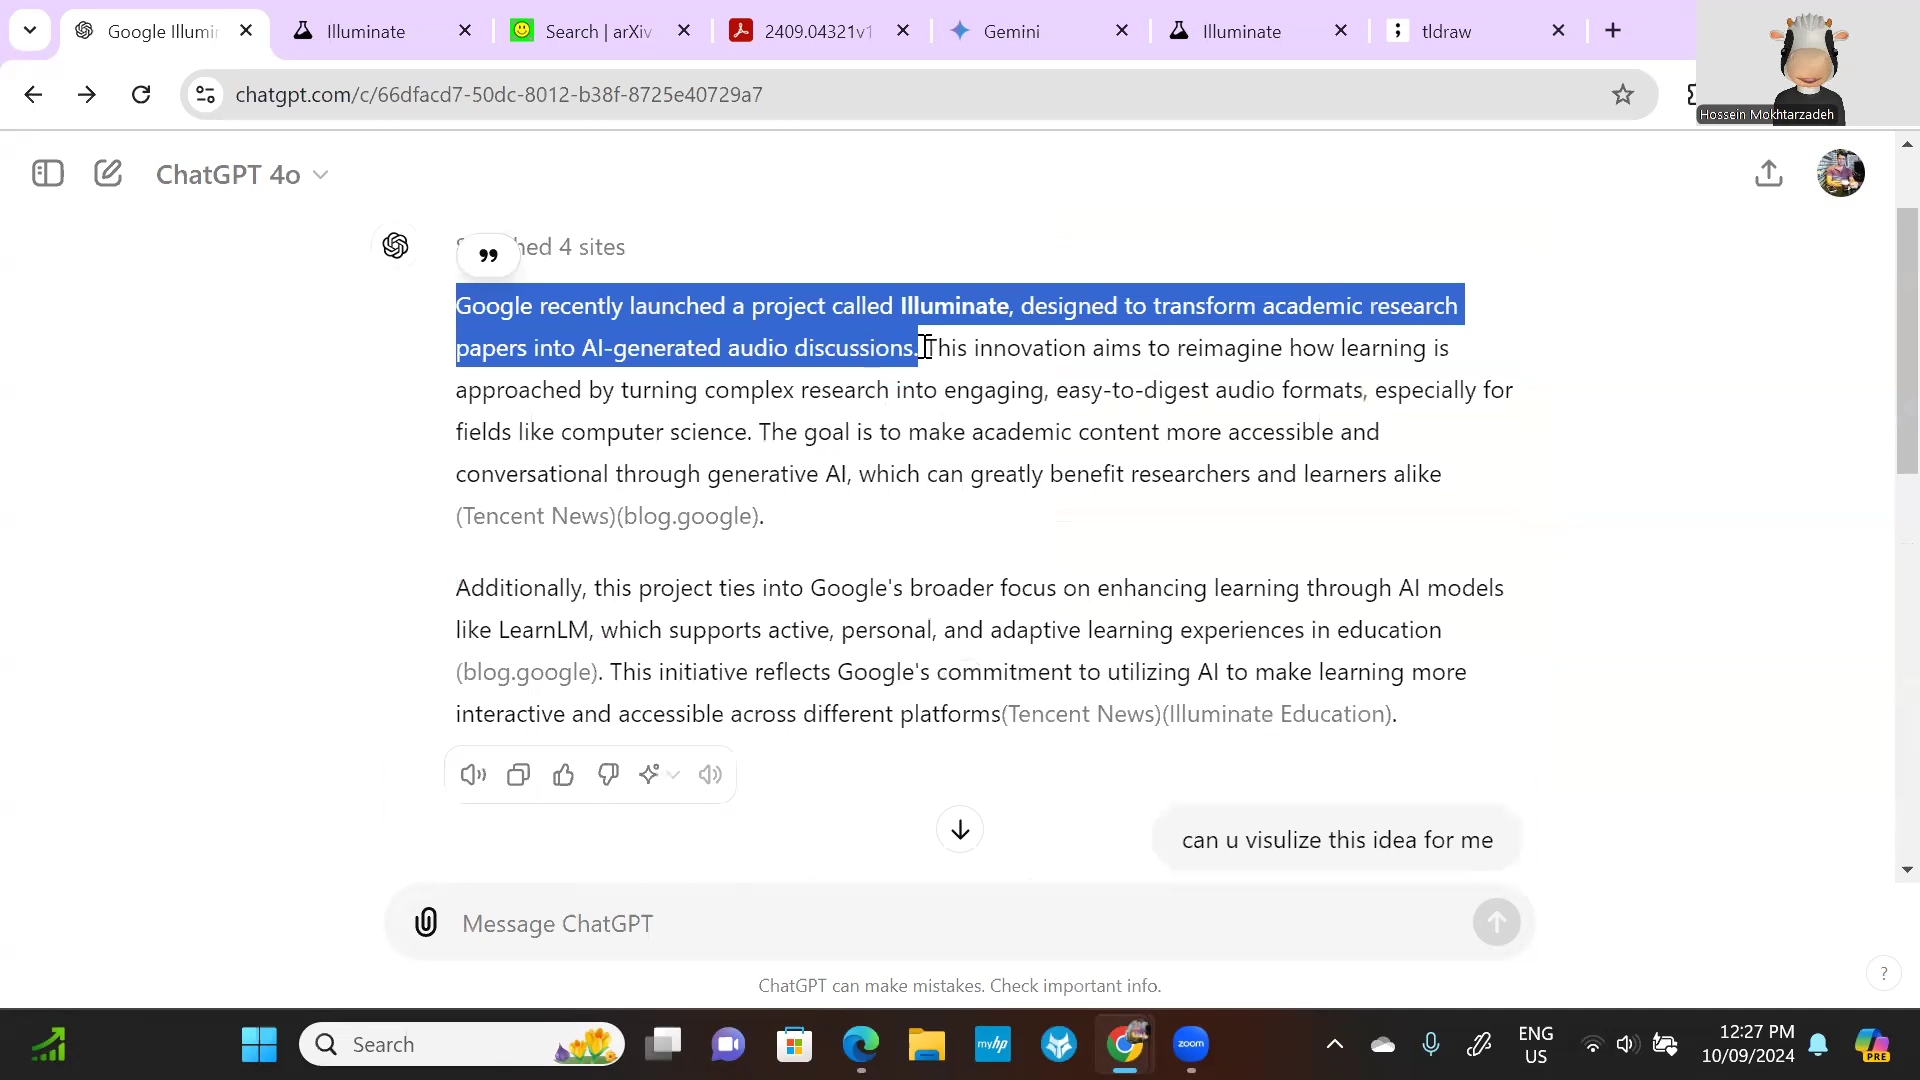 Google Illumin
Illuminate
Search | arXiv
2409.04321v1
Gemini
Illuminate
tldraw
chatgpt.com/c/66dfacd7-50dc-8012-b38f-8725e40729a7
Hossein Mokhtarzadeh
ChatGPT 4o
hed 4 sites
Google recently launched a project called Illuminate, designed to transform academic research
papers into AI-generated audio discussions. This innovation aims to reimagine how learning is
approached by turning complex research into engaging, easy-to-digest audio formats, especially for
fields like computer science. The goal is to make academic content more accessible and
conversational through generative AI, which can greatly benefit researchers and learners alike
(Tencent News)(blog.google).
Additionally, this project ties into Google's broader focus on enhancing learning through AI models
like LearnLM, which supports active, personal, and adaptive learning experiences in education
(blog.google). This initiative reflects Google's commitment to utilizing AI to make learning more
interactive and accessible across different platforms(Tencent News)(Illuminate Education).
can u visulize this idea for me
Message ChatGPT
ChatGPT can make mistakes. Check important info.
?
Search
myhp
zoom
ENG
US
12:27 PM
10/09/2024
PRE